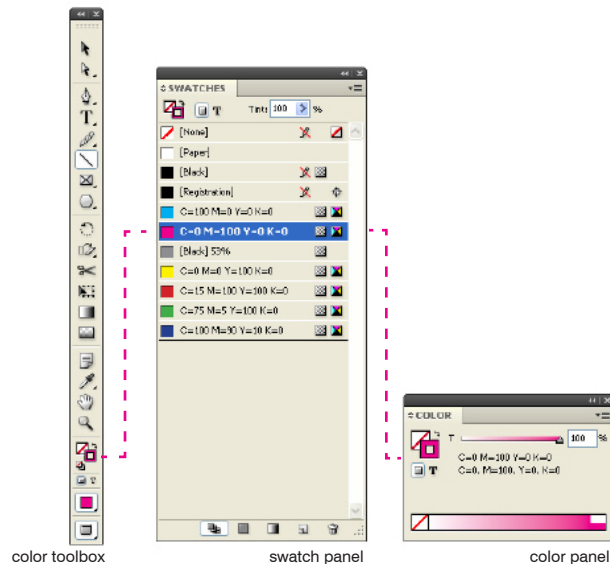 SWATCHES
T Tint: 100 %
[None]
[Paper]
[Black]
[Registration]
C=100 M=0 Y=0 K=0
C=0 M=100 Y=0 K=0
[Black] 53%
C=0 M=0 Y=100 K=0
C=15 M=100 Y=100 K=0
C=75 M=5 Y=100 K=0
C=100 M=90 Y=10 K=0
COLOR
T 100 %
C=0 M=100 Y=0 K=0
T C=0, M=100, Y=0, K=0
color toolbox
swatch panel
color panel